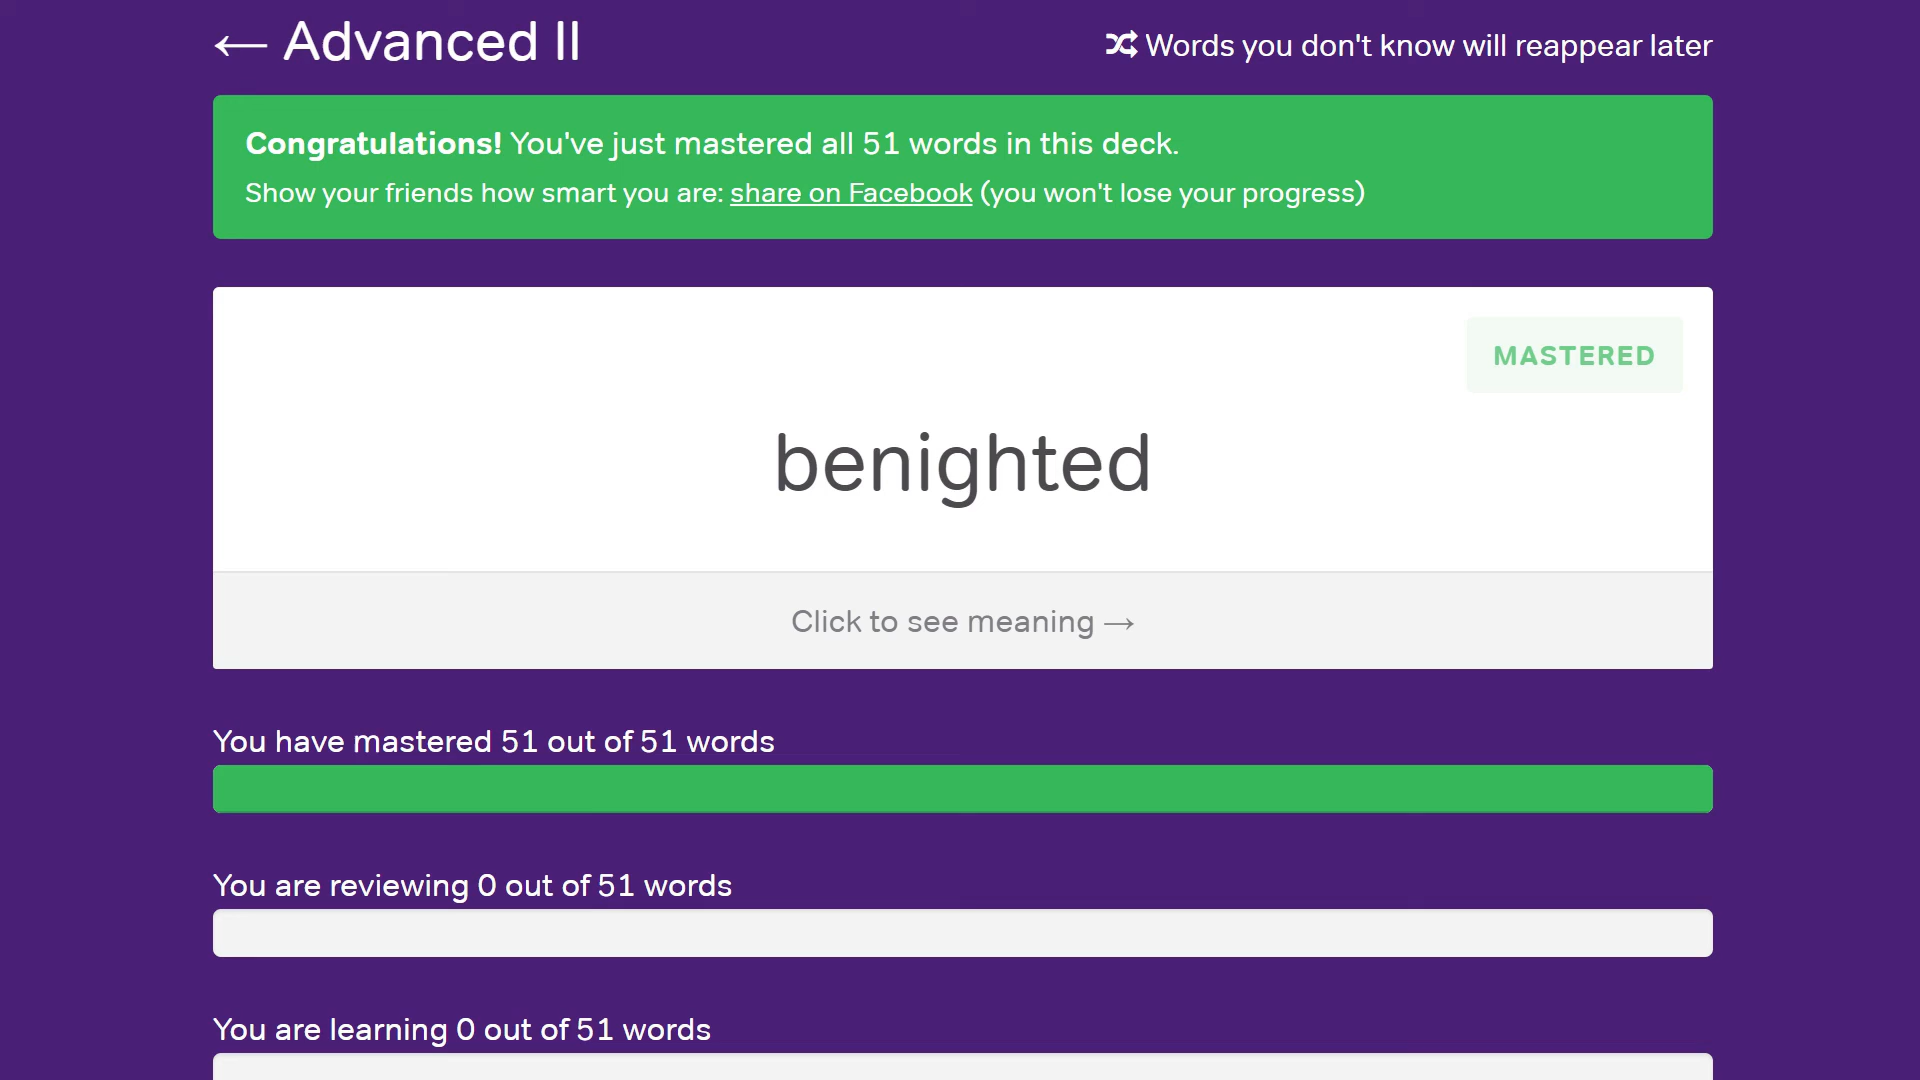 ← Advanced II
Words you don't know will reappear later
Congratulations! You've just mastered all 51 words in this deck.
Show your friends how smart you are: share on Facebook (you won't lose your progress)
MASTERED
benighted
Click to see meaning →
You have mastered 51 out of 51 words
You are reviewing 0 out of 51 words
You are learning 0 out of 51 words